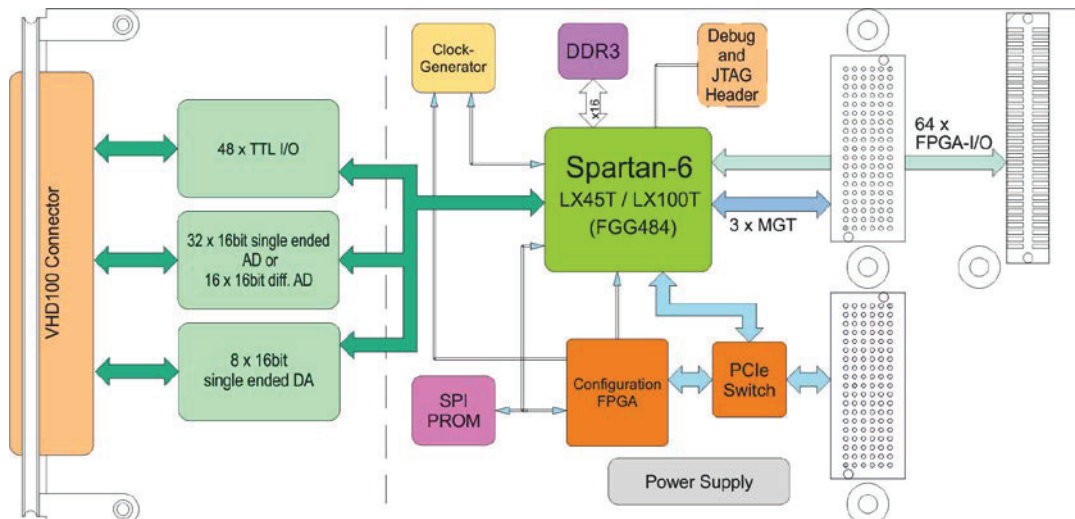 VHD100 Connector
48 x TTL I/O
32 x 16bit single ended
AD or
16 x 16bit diff. AD
8 x 16bit
single ended DA
Clock-
Generator
DDR3
x16
Debug
and
JTAG
Header
Spartan-6
LX45T / LX100T
(FGG484)
64 x
FPGA-I/O
3 x MGT
SPI
PROM
Configuration
FPGA
PCIe
Switch
Power Supply